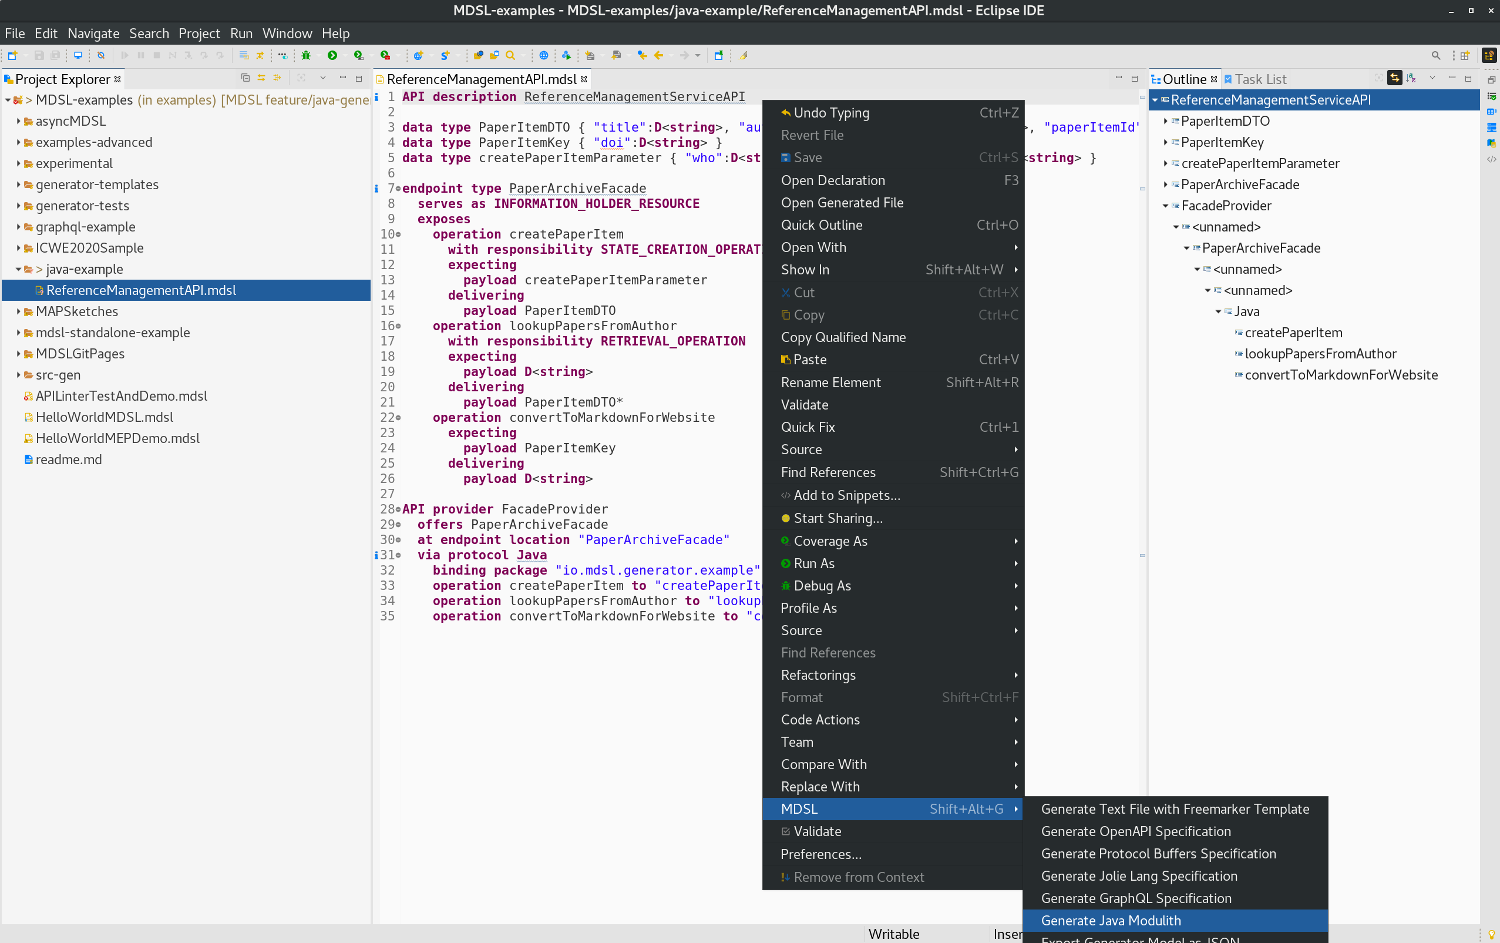 MDSL-examples - MDSL-examples/java-example/ReferenceManagementAPI.mdsl - Eclipse IDE
File Edit Navigate Search Project Run Window Help
Project Explorer
MDSL-examples (in examples) [MDSL feature/java-gene
asyncMDSL
examples-advanced
experimental
generator-templates
generator-tests
graphql-example
ICWE2020Sample
> java-example
ReferenceManagementAPI.mdsl
MAPSketches
mdsl-standalone-example
MDSLGitPages
src-gen
APILinterTestAndDemo.mdsl
HelloWorldMDSL.mdsl
HelloWorldMEPDemo.mdsl
readme.md
ReferenceManagementAPI.mdsl
1 API description ReferenceManagementServiceAPI
2
3 data type PaperItemDTO { "title":D<string>, "au >, "paperItemId"
4 data type PaperItemKey { "doi":D<string> }
5 data type createPaperItemParameter { "who":D<st <string> }
6
7 endpoint type PaperArchiveFacade
8 serves as INFORMATION_HOLDER_RESOURCE
9 exposes
10 operation createPaperItem
11 with responsibility STATE_CREATION_OPERAT
12 expecting
13 payload createPaperItemParameter
14 delivering
15 payload PaperItemDTO
16 operation lookupPapersFromAuthor
17 with responsibility RETRIEVAL_OPERATION
18 expecting
19 payload D<string>
20 delivering
21 payload PaperItemDTO*
22 operation convertToMarkdownForWebsite
23 expecting
24 payload PaperItemKey
25 delivering
26 payload D<string>
27
28 API provider FacadeProvider
29 offers PaperArchiveFacade
30 at endpoint location "PaperArchiveFacade"
31 via protocol Java
32 binding package "io.mdsl.generator.example"
33 operation createPaperItem to "createPaperIt
34 operation lookupPapersFromAuthor to "lookup
35 operation convertToMarkdownForWebsite to "c
Undo Typing Ctrl+Z
Revert File
Save Ctrl+S
Open Declaration F3
Open Generated File
Quick Outline Ctrl+O
Open With
Show In Shift+Alt+W
Cut Ctrl+X
Copy Ctrl+C
Copy Qualified Name
Paste Ctrl+V
Rename Element Shift+Alt+R
Validate
Quick Fix Ctrl+1
Source
Find References Shift+Ctrl+G
Add to Snippets...
Start Sharing...
Coverage As
Run As
Debug As
Profile As
Source
Find References
Refactorings
Format Shift+Ctrl+F
Code Actions
Team
Compare With
Replace With
MDSL Shift+Alt+G
Validate
Preferences...
Remove from Context
Generate Text File with Freemarker Template
Generate OpenAPI Specification
Generate Protocol Buffers Specification
Generate Jolie Lang Specification
Generate GraphQL Specification
Generate Java Modulith
Export Generator Model as JSON
Outline Task List
ReferenceManagementServiceAPI
PaperItemDTO
PaperItemKey
createPaperItemParameter
PaperArchiveFacade
FacadeProvider
<unnamed>
PaperArchiveFacade
<unnamed>
<unnamed>
Java
createPaperItem
lookupPapersFromAuthor
convertToMarkdownForWebsite
Writable Inser